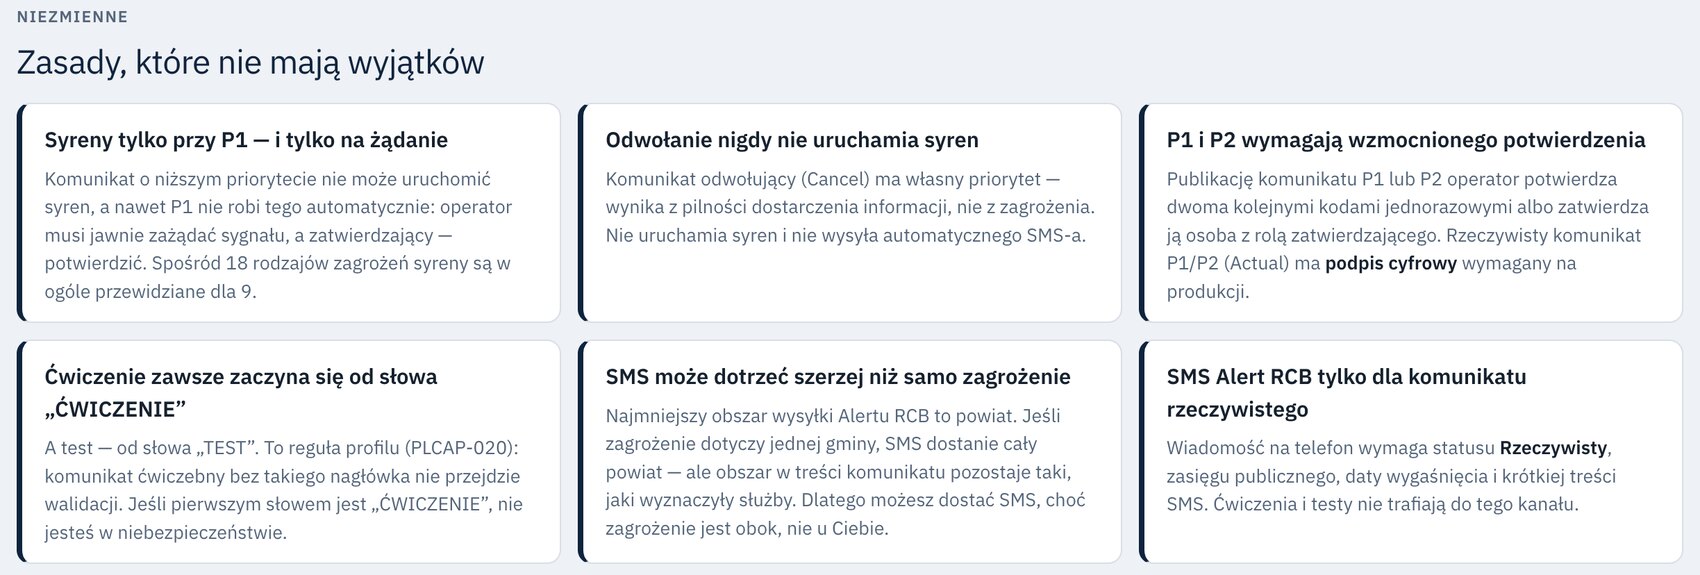 NIEZMIENNE
Zasady, które nie mają wyjątków
Syreny tylko przy P1 — i tylko na żądanie
Komunikat o niższym priorytecie nie może uruchomić
syren, a nawet P1 nie robi tego automatycznie: operator
musi jawnie zażądać sygnału, a zatwierdzający —
potwierdzić. Spośród 18 rodzajów zagrożeń syreny są w
ogóle przewidziane dla 9.
Odwołanie nigdy nie uruchamia syren
Komunikat odwołujący (Cancel) ma własny priorytet —
wynika z pilności dostarczenia informacji, nie z zagrożenia.
Nie uruchamia syren i nie wysyła automatycznego SMS-a.
P1 i P2 wymagają wzmocnionego potwierdzenia
Publikację komunikatu P1 lub P2 operator potwierdza
dwoma kolejnymi kodami jednorazowymi albo zatwierdza
ją osoba z rolą zatwierdzającego. Rzeczywisty komunikat
P1/P2 (Actual) ma podpis cyfrowy wymagany na
produkcji.
Ćwiczenie zawsze zaczyna się od słowa
„ĆWICZENIE”
A test — od słowa „TEST”. To reguła profilu (PLCAP-020):
komunikat ćwiczebny bez takiego nagłówka nie przejdzie
walidacji. Jeśli pierwszym słowem jest „ĆWICZENIE”, nie
jesteś w niebezpieczeństwie.
SMS może dotrzeć szerzej niż samo zagrożenie
Najmniejszy obszar wysyłki Alertu RCB to powiat. Jeśli
zagrożenie dotyczy jednej gminy, SMS dostanie cały
powiat — ale obszar w treści komunikatu pozostaje taki,
jaki wyznaczyły służby. Dlatego możesz dostać SMS, choć
zagrożenie jest obok, nie u Ciebie.
SMS Alert RCB tylko dla komunikatu
rzeczywistego
Wiadomość na telefon wymaga statusu Rzeczywisty,
zasięgu publicznego, daty wygaśnięcia i krótkiej treści
SMS. Ćwiczenia i testy nie trafiają do tego kanału.